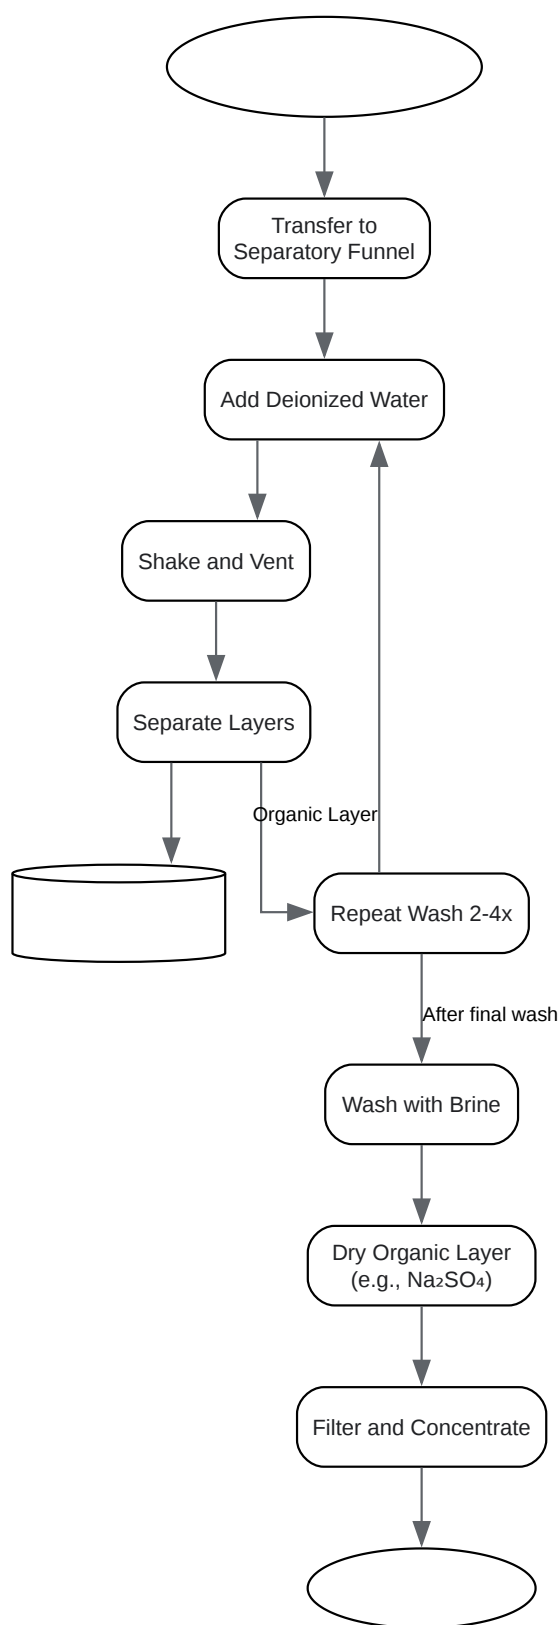 Transfer to
Separatory Funnel
Add Deionized Water
Shake and Vent
Separate Layers
Organic Layer
Repeat Wash 2-4x
After final wash
Wash with Brine
Dry Organic Layer
(e.g., Na₂SO₄)
Filter and Concentrate